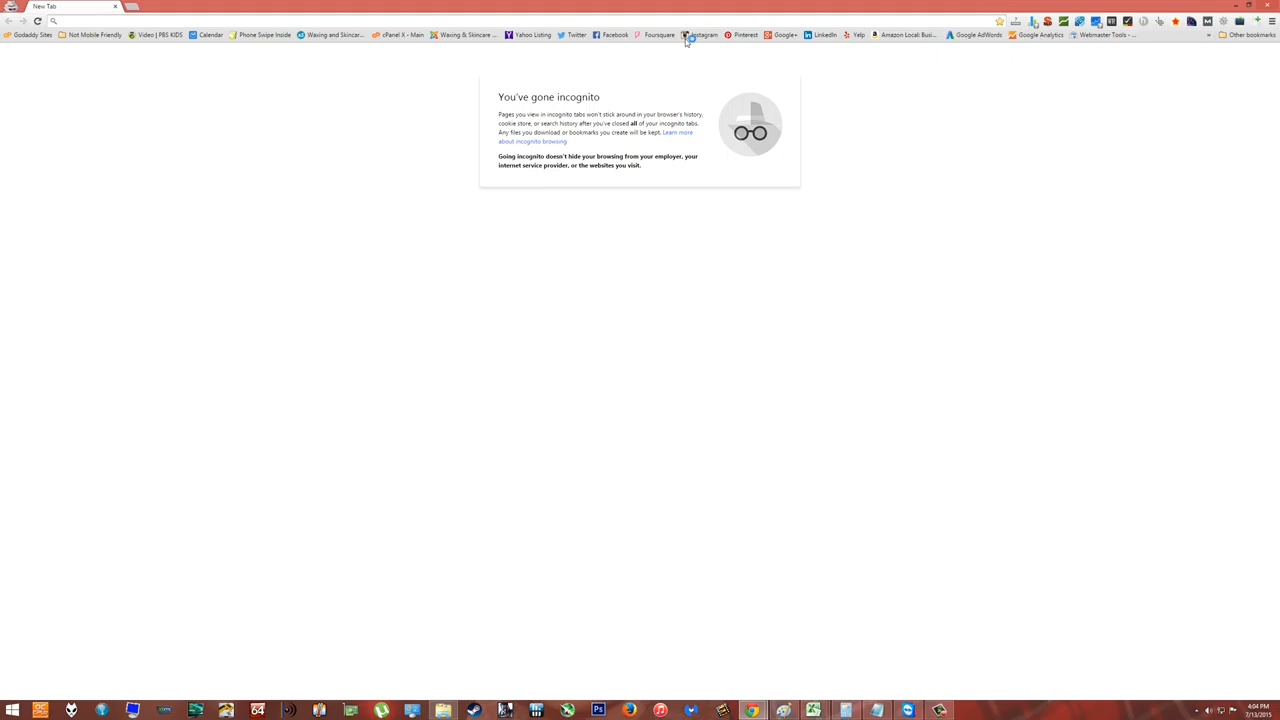 New Tab
Godaddy Sites Not Mobile Friendly Video | PBS KIDS Calendar Phone Swipe Inside Waxing and Skincar... cPanel X - Main Waxing & Skincare ... Yahoo Listing Twitter Facebook Foursquare Instagram Pinterest Google+ LinkedIn Yelp Amazon Local: Busi... Google AdWords Google Analytics Webmaster Tools - ... » Other bookmarks
You've gone incognito
Pages you view in incognito tabs won't stick around in your browser's history,
cookie store, or search history after you've closed all of your incognito tabs.
Any files you download or bookmarks you create will be kept. Learn more
about incognito browsing
Going incognito doesn't hide your browsing from your employer, your
internet service provider, or the websites you visit.
64 Ps
4:04 PM
7/13/2015